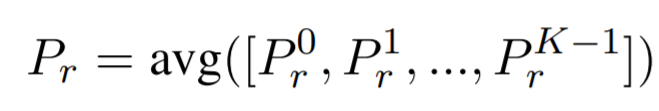 P_r = avg([P_r^0, P_r^1, ..., P_r^{K-1}])